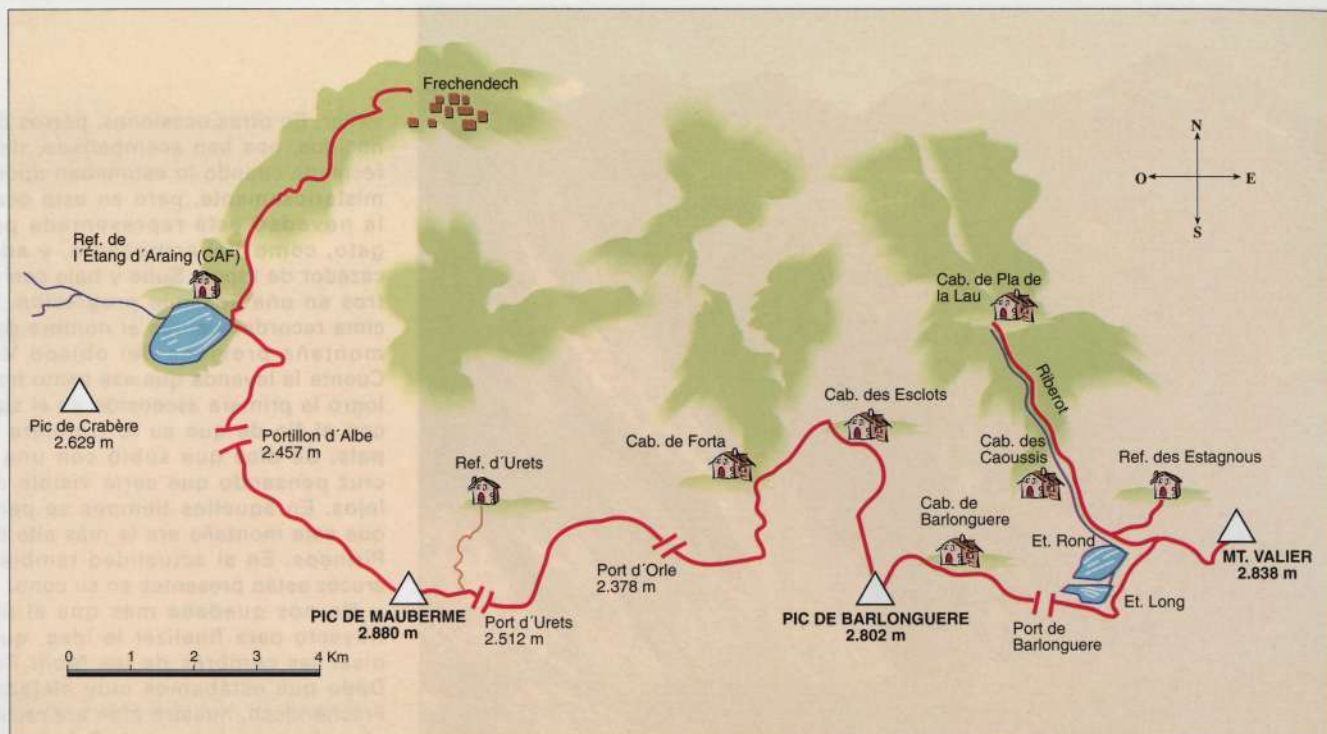 Frechendech
N
O
E
S
Ref. de
l´Étang d´Araing (CAF)
Cab. de Pla de
la Lau
Riberot
Pic de Crabère
2.629 m
Portillon d´Albe
2.457 m
Cab. des Esclots
Cab. de Forta
Ref. d´Urets
Cab. des
Caoussis
Ref. des Estagnous
Cab. de
Barlonguere
Et. Rond
MT. VALIER
2.838 m
Port d´Orle
2.378 m
Et. Long
PIC DE MAUBERME
2.880 m
Port d´Urets
2.512 m
PIC DE BARLONGUERE
2.802 m
Port de
Barlonguere
0 1 2 3 4 Km